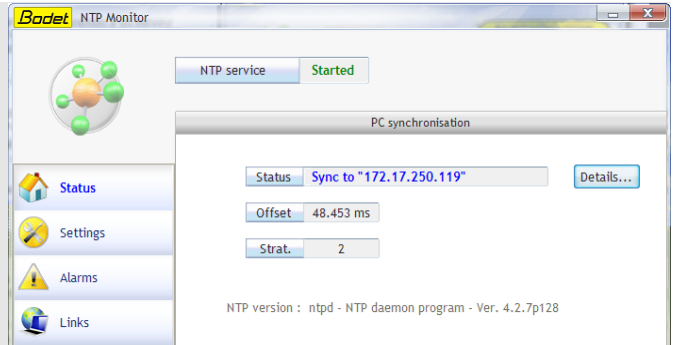 Bodet NTP Monitor
NTP service Started
PC synchronisation
Status Sync to "172.17.250.119" Details...
Offset 48.453 ms
Strat. 2
NTP version : ntpd - NTP daemon program - Ver. 4.2.7p128
Status
Settings
Alarms
Links